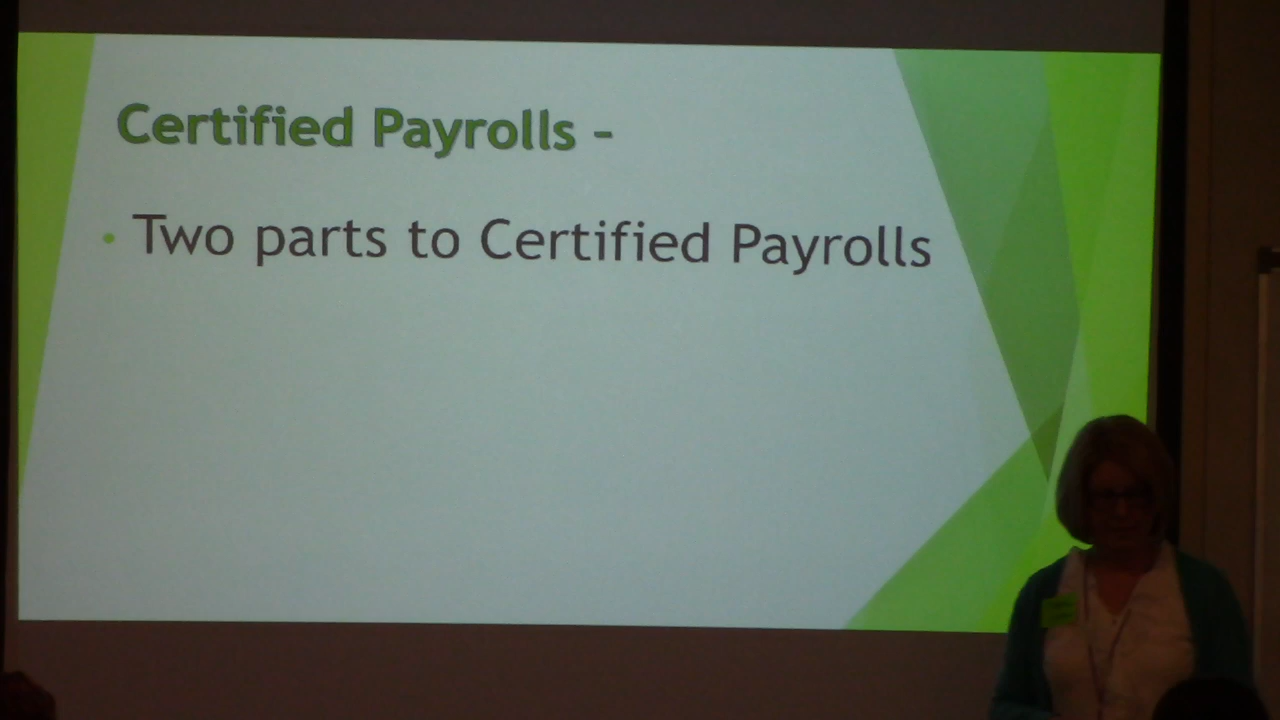 Certified Payrolls –
• Two parts to Certified Payrolls